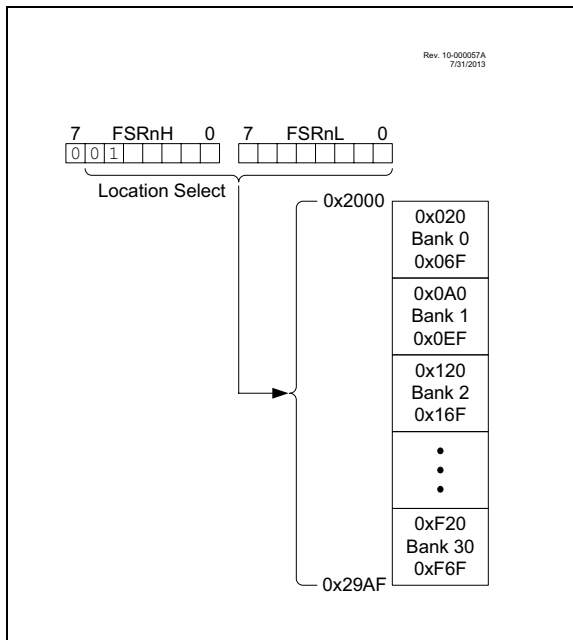 Rev. 10-000057A
7/31/2013
7 FSRnH 0 7 FSRnL 0
0 0 1
Location Select
0x2000
0x020
Bank 0
0x06F
0x0A0
Bank 1
0x0EF
0x120
Bank 2
0x16F
0xF20
Bank 30
0xF6F
0x29AF